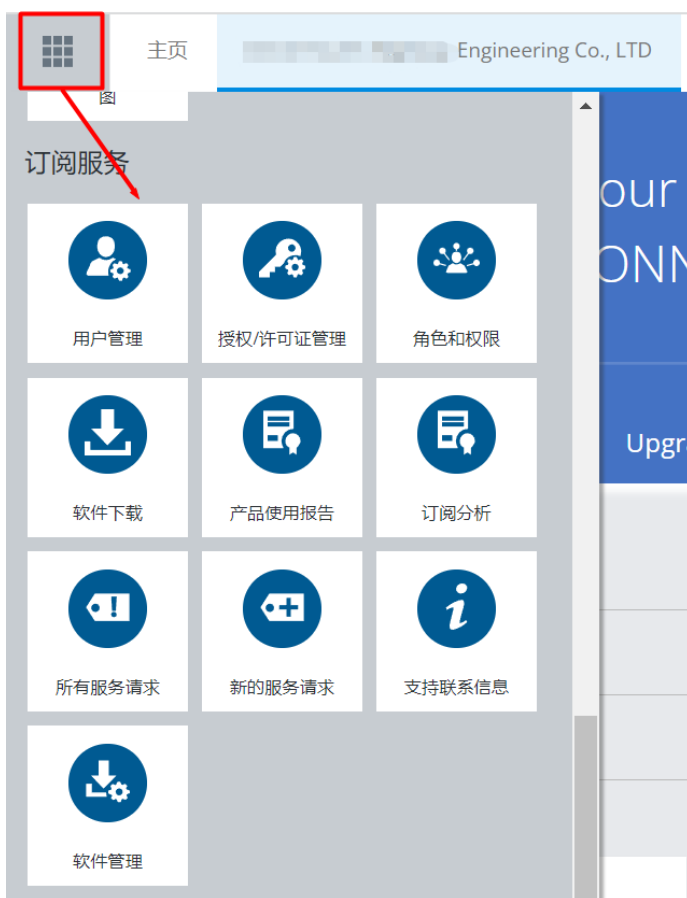 主页
Engineering Co., LTD
图
订阅服务
our
ONN
用户管理
授权/许可证管理
角色和权限
Upgr
软件下载
产品使用报告
订阅分析
所有服务请求
新的服务请求
支持联系信息
软件管理